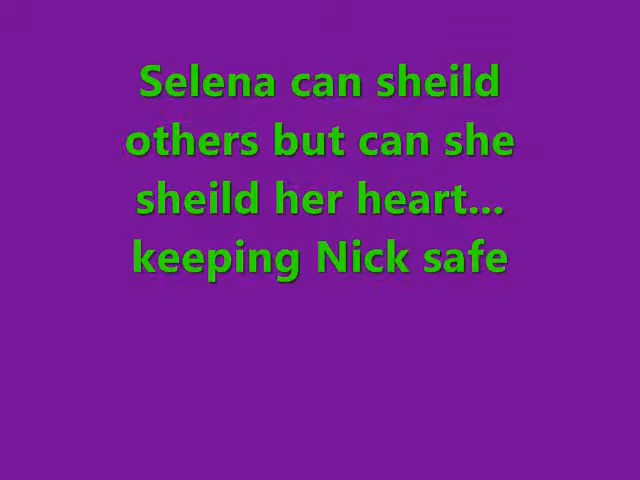 Selena can sheild
others but can she
sheild her heart...
keeping Nick safe